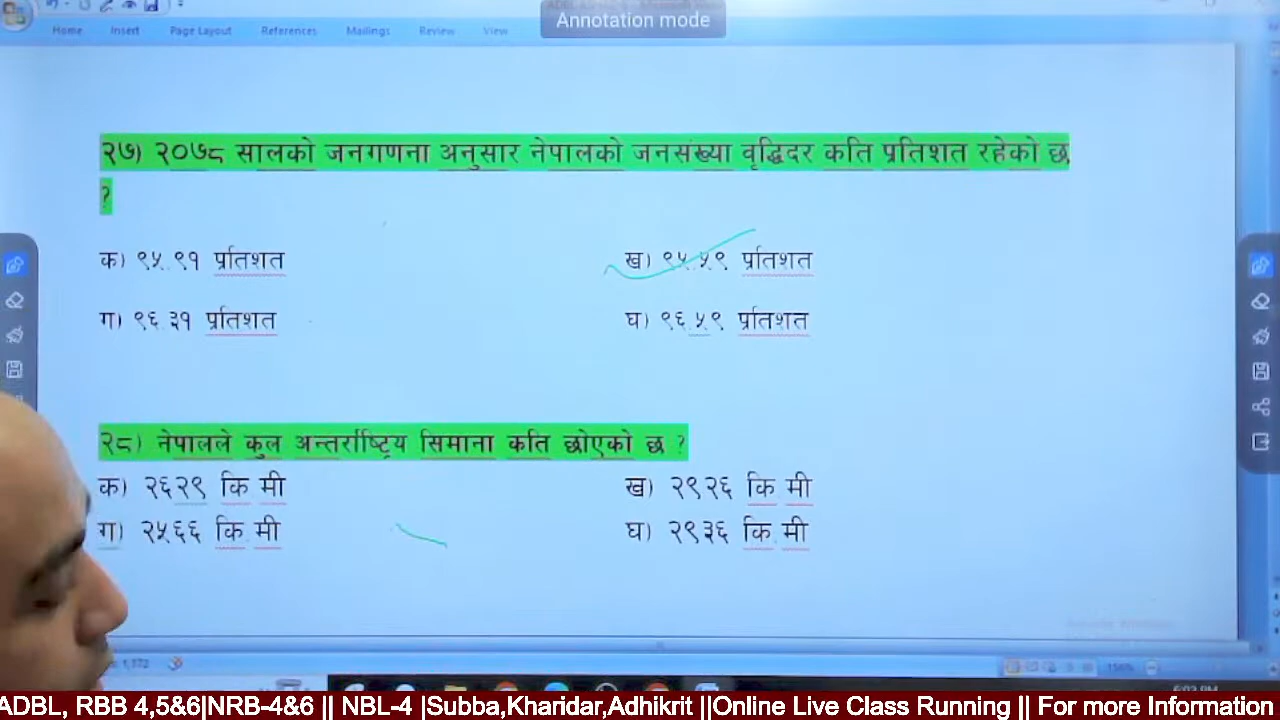 Annotation mode
Home Insert Page Layout References Mailings Review View
२७) २०७८ सालको जनगणना अनुसार नेपालको जनसंख्या वृद्धिदर कति प्रतिशत रहेको छ
?
क) ९५.९१ प्रतिशत ख) ९५.५९ प्रतिशत
ग) ९६.३१ प्रतिशत घ) ९६.५९ प्रतिशत
२८) नेपालले कुल अन्तर्राष्ट्रिय सिमाना कति छोएको छ ?
क) २६२९ कि.मी ख) २९२६ कि.मी
ग) २५६६ कि.मी घ) २९३६ कि.मी
156%
ADBL, RBB 4,5&6|NRB-4&6 || NBL-4 |Subba,Kharidar,Adhikrit ||Online Live Class Running || For more Information